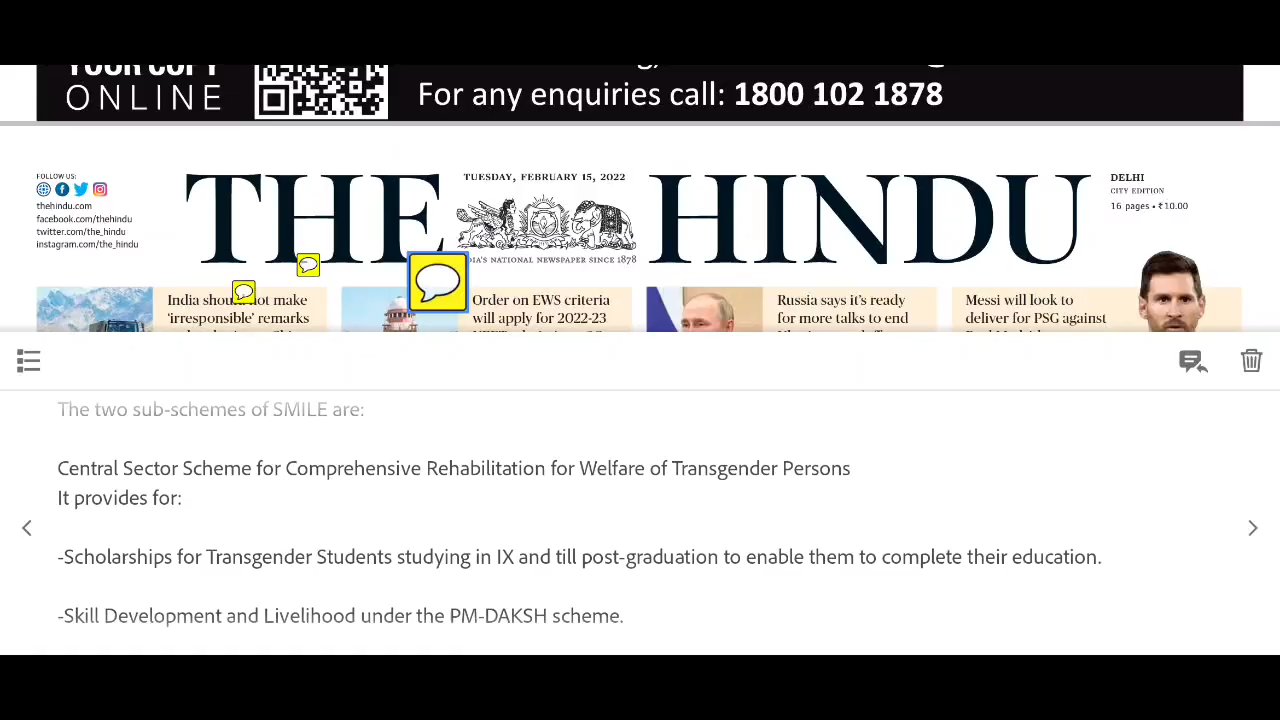 ONLINE
For any enquiries call: 1800 102 1878
FOLLOW US:
thehindu.com
facebook.com/thehindu
twitter.com/the_hindu
instagram.com/the_hindu
THE HINDU
TUESDAY, FEBRUARY 15, 2022
NATIONAL NEWSPAPER SINCE 1878
DELHI
CITY EDITION
16 pages • ₹10.00
India should not make
'irresponsible' remarks
Order on EWS criteria
will apply for 2022-23
Russia says it's ready
for more talks to end
Messi will look to
deliver for PSG against
The two sub-schemes of SMILE are:
Central Sector Scheme for Comprehensive Rehabilitation for Welfare of Transgender Persons
It provides for:
-Scholarships for Transgender Students studying in IX and till post-graduation to enable them to complete their education.
-Skill Development and Livelihood under the PM-DAKSH scheme.